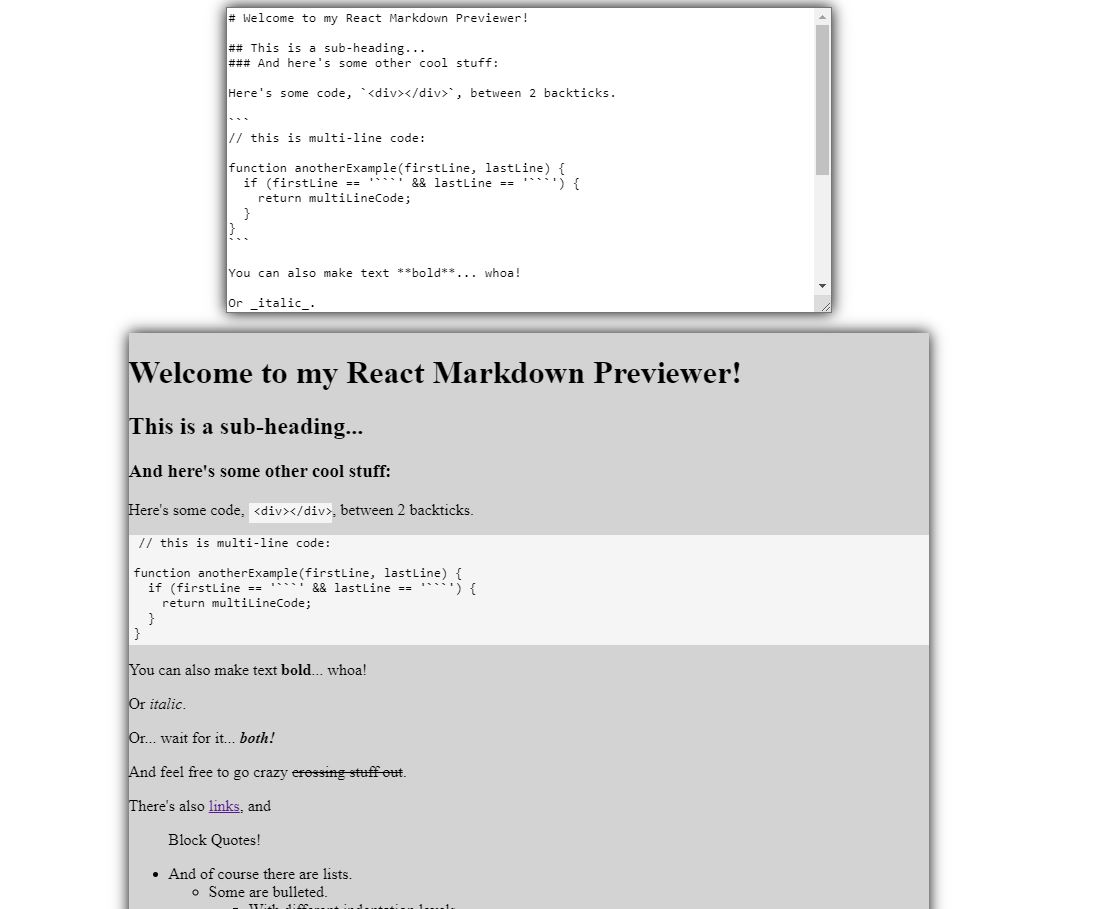 # Welcome to my React Markdown Previewer!
## This is a sub-heading...
### And here's some other cool stuff:
Here's some code, `<div></div>`, between 2 backticks.
```
// this is multi-line code:
function anotherExample(firstLine, lastLine) {
  if (firstLine == '```' && lastLine == '```') {
    return multiLineCode;
  }
}
```
You can also make text **bold**... whoa!
Or _italic_.
Welcome to my React Markdown Previewer!
This is a sub-heading...
And here's some other cool stuff:
Here's some code, <div></div>, between 2 backticks.
// this is multi-line code:
function anotherExample(firstLine, lastLine) {
  if (firstLine == '```' && lastLine == '```') {
    return multiLineCode;
  }
}
You can also make text bold... whoa!
Or italic.
Or... wait for it... both!
And feel free to go crazy crossing stuff out.
There's also links, and
Block Quotes!
And of course there are lists.
Some are bulleted.
With different indentation levels